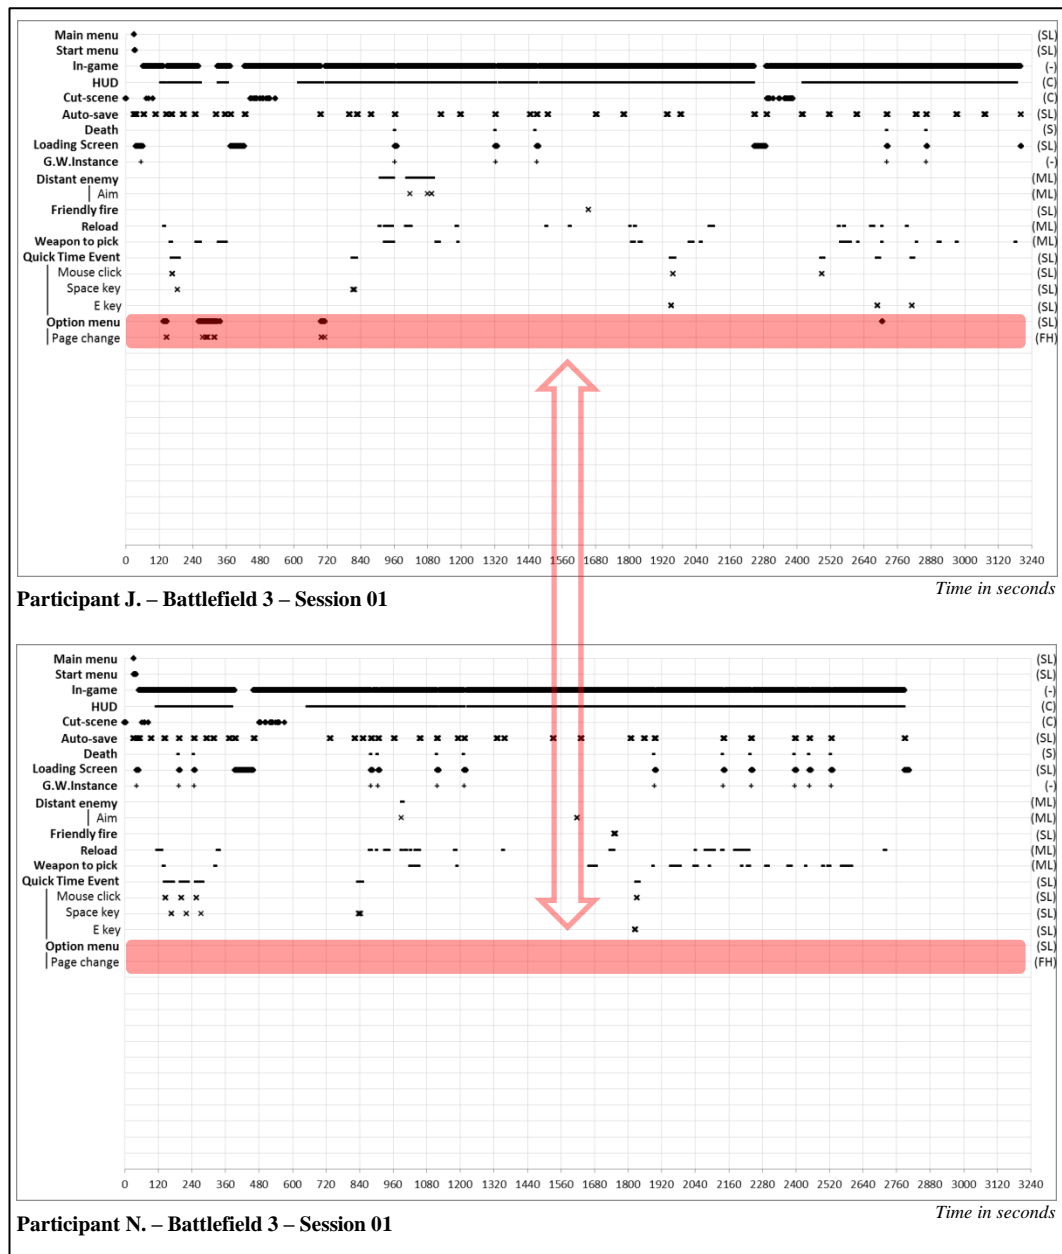 Main menu (SL)
Start menu (SL)
In-game (-)
HUD (C)
Cut-scene (C)
Auto-save (SL)
Death (S)
Loading Screen (SL)
G.W.Instance (-)
Distant enemy (ML)
Aim (ML)
Friendly fire (SL)
Reload (ML)
Weapon to pick (ML)
Quick Time Event (SL)
Mouse click (SL)
Space key (SL)
E key (SL)
Option menu (SL)
Page change (FH)
0 120 240 360 480 600 720 840 960 1080 1200 1320 1440 1560 1680 1800 1920 2040 2160 2280 2400 2520 2640 2760 2880 3000 3120 3240
Time in seconds
Participant J. – Battlefield 3 – Session 01
Main menu (SL)
Start menu (SL)
In-game (-)
HUD (C)
Cut-scene (C)
Auto-save (SL)
Death (S)
Loading Screen (SL)
G.W.Instance (-)
Distant enemy (ML)
Aim (ML)
Friendly fire (SL)
Reload (ML)
Weapon to pick (ML)
Quick Time Event (SL)
Mouse click (SL)
Space key (SL)
E key (SL)
Option menu (SL)
Page change (FH)
0 120 240 360 480 600 720 840 960 1080 1200 1320 1440 1560 1680 1800 1920 2040 2160 2280 2400 2520 2640 2760 2880 3000 3120 3240
Time in seconds
Participant N. – Battlefield 3 – Session 01